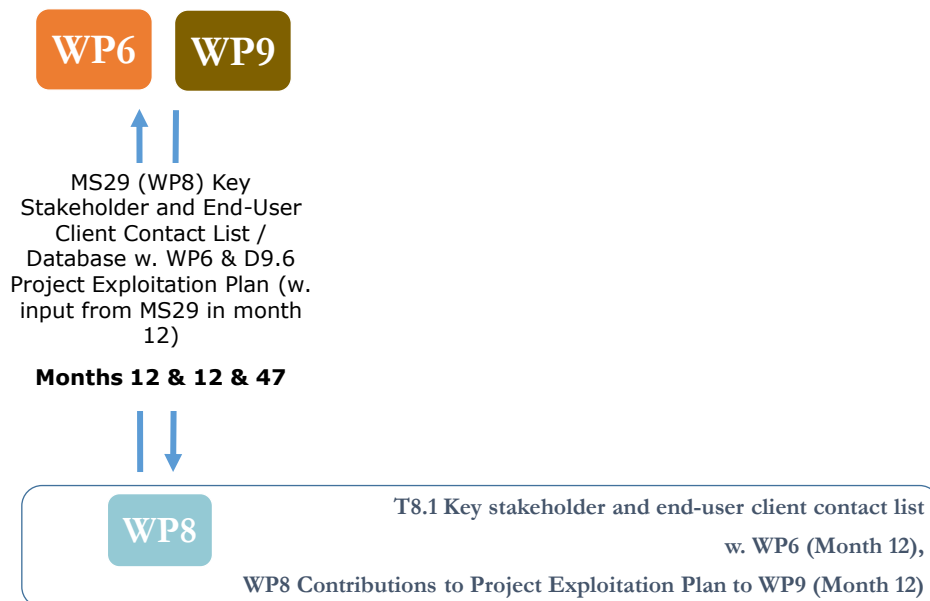 WP6 WP9
MS29 (WP8) Key
Stakeholder and End-User
Client Contact List /
Database w. WP6 & D9.6
Project Exploitation Plan (w.
input from MS29 in month
12)
Months 12 & 12 & 47
WP8
T8.1 Key stakeholder and end-user client contact list
w. WP6 (Month 12),
WP8 Contributions to Project Exploitation Plan to WP9 (Month 12)